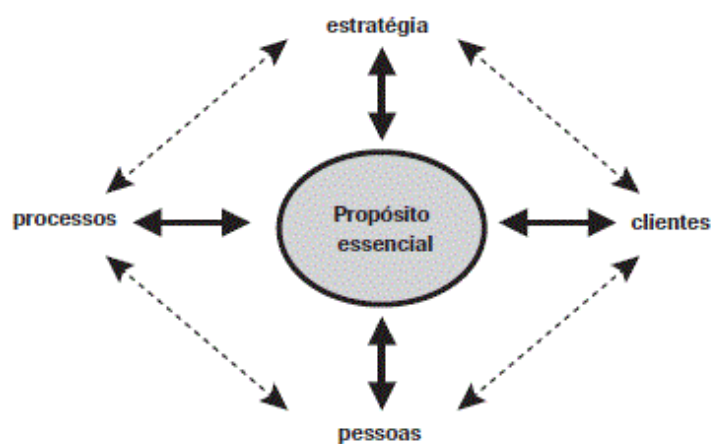 estratégia
processos
Propósito
essencial
clientes
pessoas